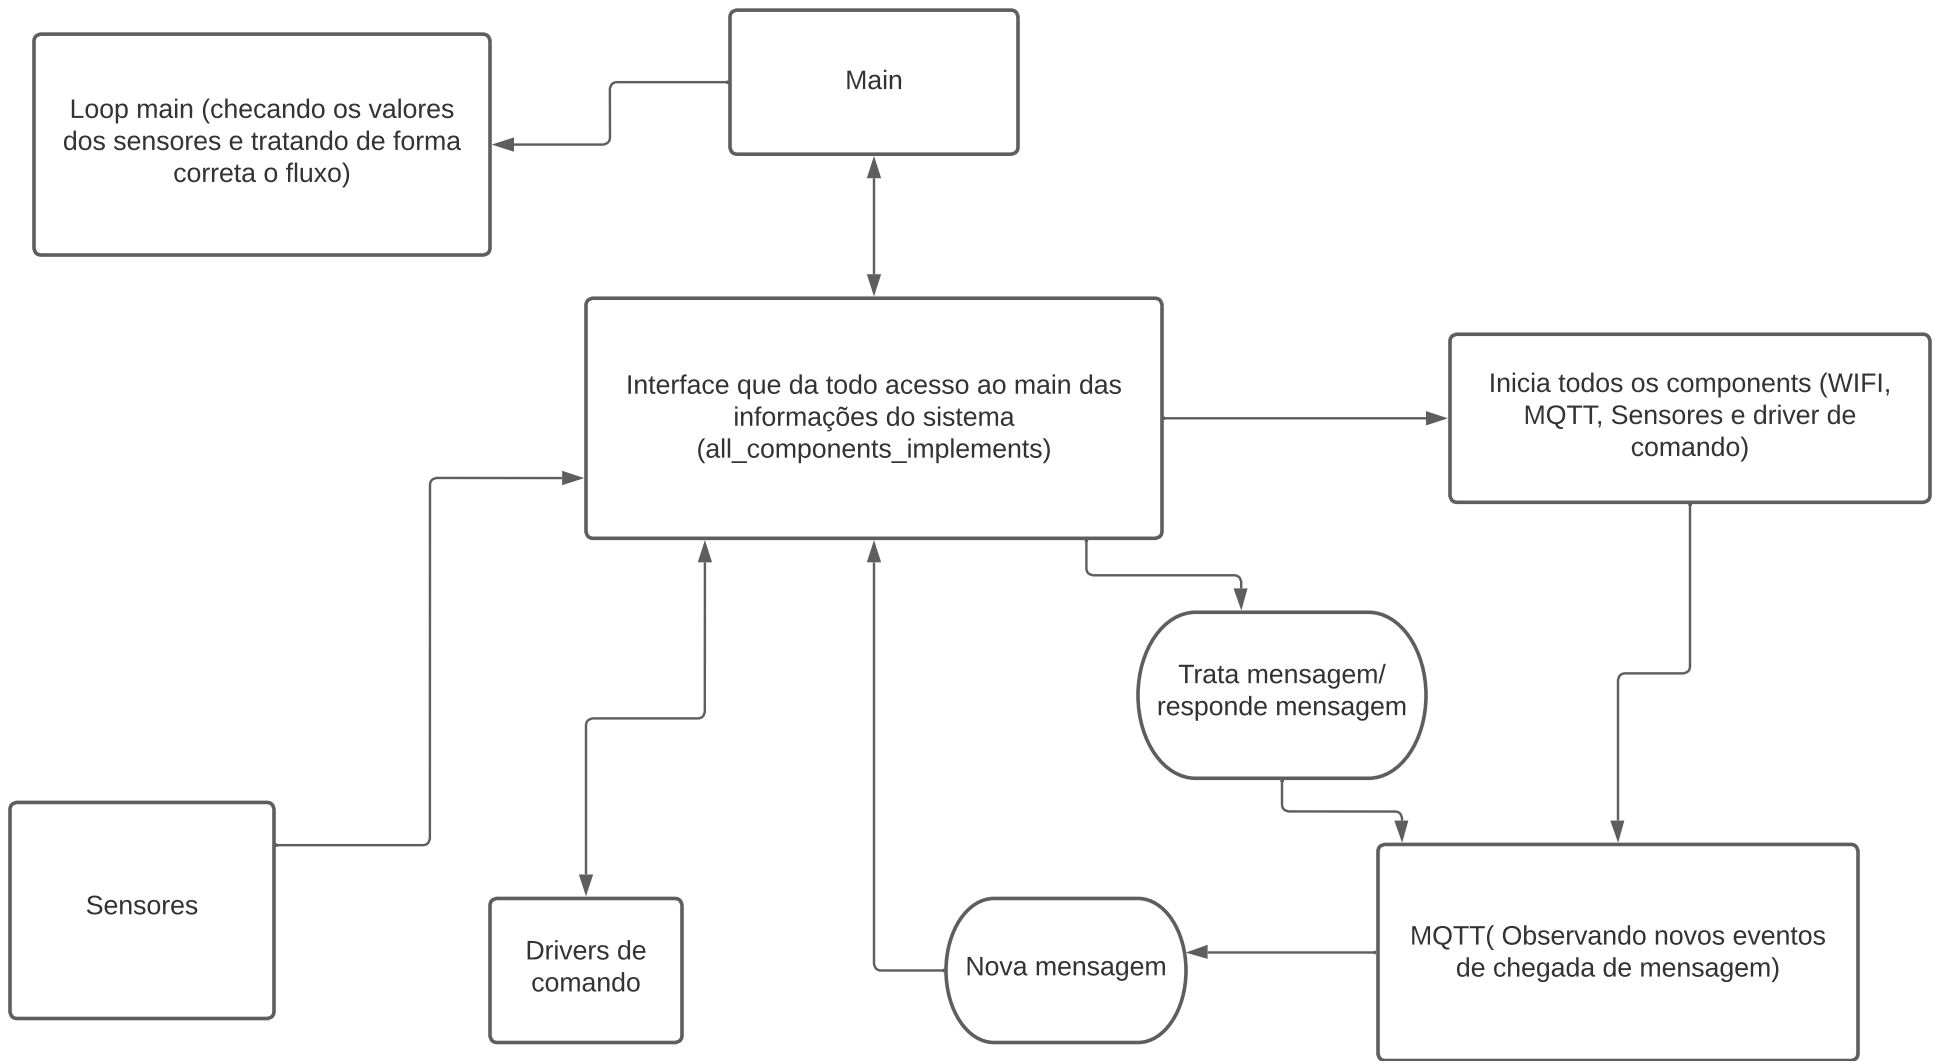 Main
Loop main (checando os valores
dos sensores e tratando de forma
correta o fluxo)
Interface que da todo acesso ao main das
informações do sistema
(all_components_implements)
Inicia todos os components (WIFI,
MQTT, Sensores e driver de
comando)
Trata mensagem/
responde mensagem
Sensores
Drivers de
comando
Nova mensagem
MQTT( Observando novos eventos
de chegada de mensagem)